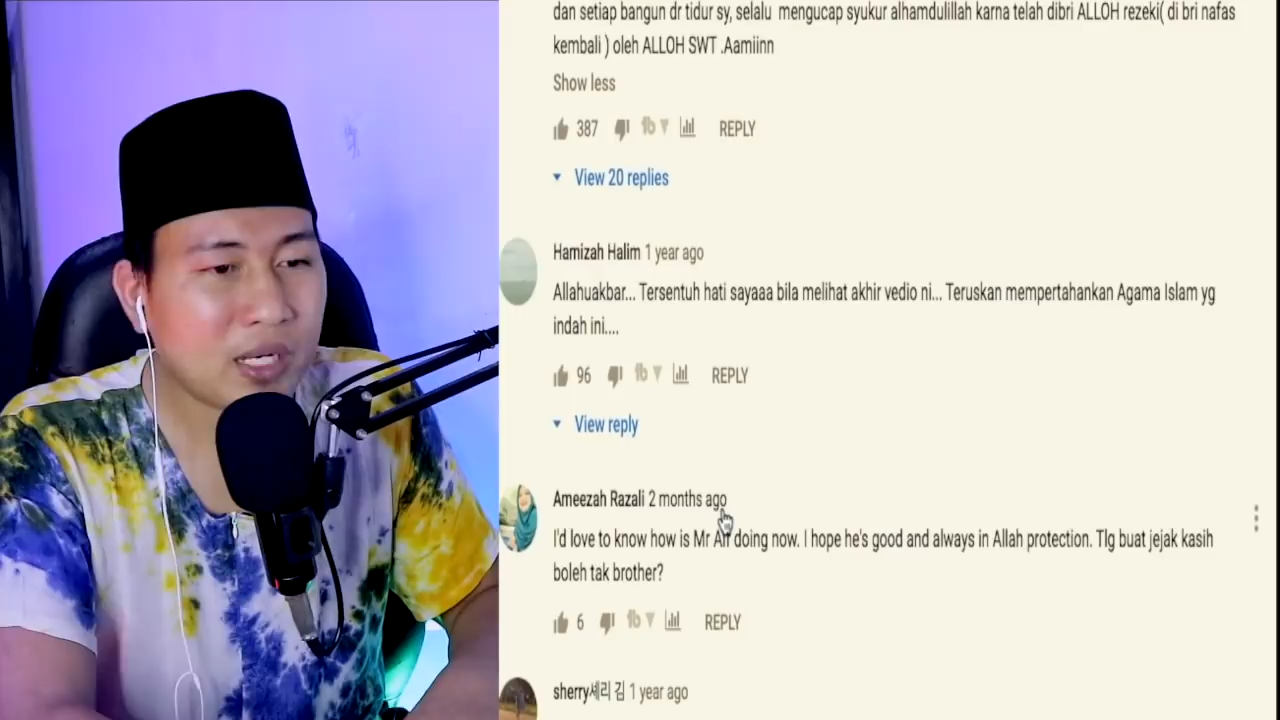 dan setiap bangun dr tidur sy, selalu mengucap syukur alhamdulillah karna telah dibri ALLOH rezeki( di bri nafas
kembali ) oleh ALLOH SWT .Aamiinn
Show less
387 REPLY
View 20 replies
Hamizah Halim 1 year ago
Allahuakbar... Tersentuh hati sayaaa bila melihat akhir vedio ni... Teruskan mempertahankan Agama Islam yg
indah ini....
96 REPLY
View reply
Ameezah Razali 2 months ago
I'd love to know how is Mr doing now. I hope he's good and always in Allah protection. Tlg buat jejak kasih
boleh tak brother?
6 REPLY
sherry세리 김 1 year ago